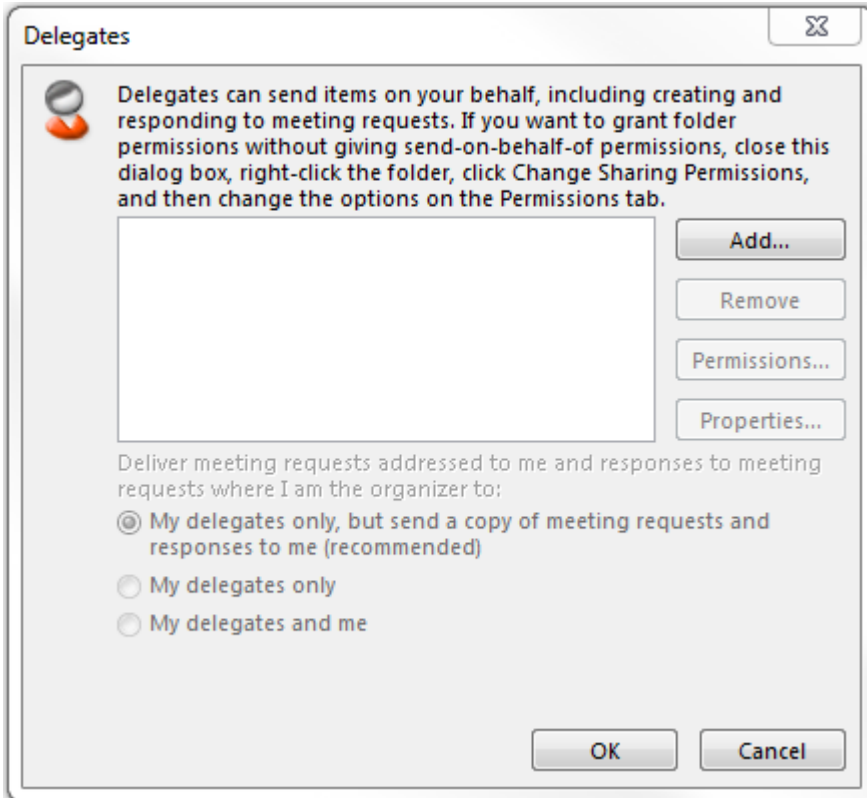 Delegates
Delegates can send items on your behalf, including creating and
responding to meeting requests. If you want to grant folder
permissions without giving send-on-behalf-of permissions, close this
dialog box, right-click the folder, click Change Sharing Permissions,
and then change the options on the Permissions tab.
Add...
Remove
Permissions...
Properties...
Deliver meeting requests addressed to me and responses to meeting
requests where I am the organizer to:
My delegates only, but send a copy of meeting requests and
responses to me (recommended)
My delegates only
My delegates and me
OK
Cancel